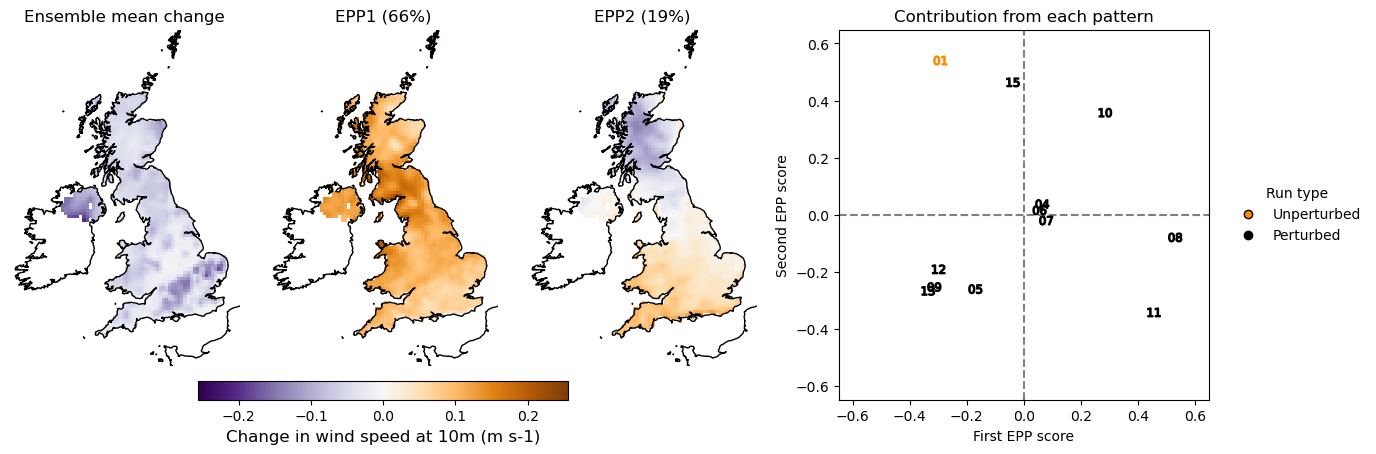 Ensemble mean change
EPP1 (66%)
EPP2 (19%)
Contribution from each pattern
−0.2 −0.1 0.0 0.1 0.2
Change in wind speed at 10m (m s-1)
Second EPP score
0.6
0.4
0.2
0.0
−0.2
−0.4
−0.6
01
15
10
04
06
07
08
12
09
13
05
11
−0.6 −0.4 −0.2 0.0 0.2 0.4 0.6
First EPP score
Run type
Unperturbed
Perturbed